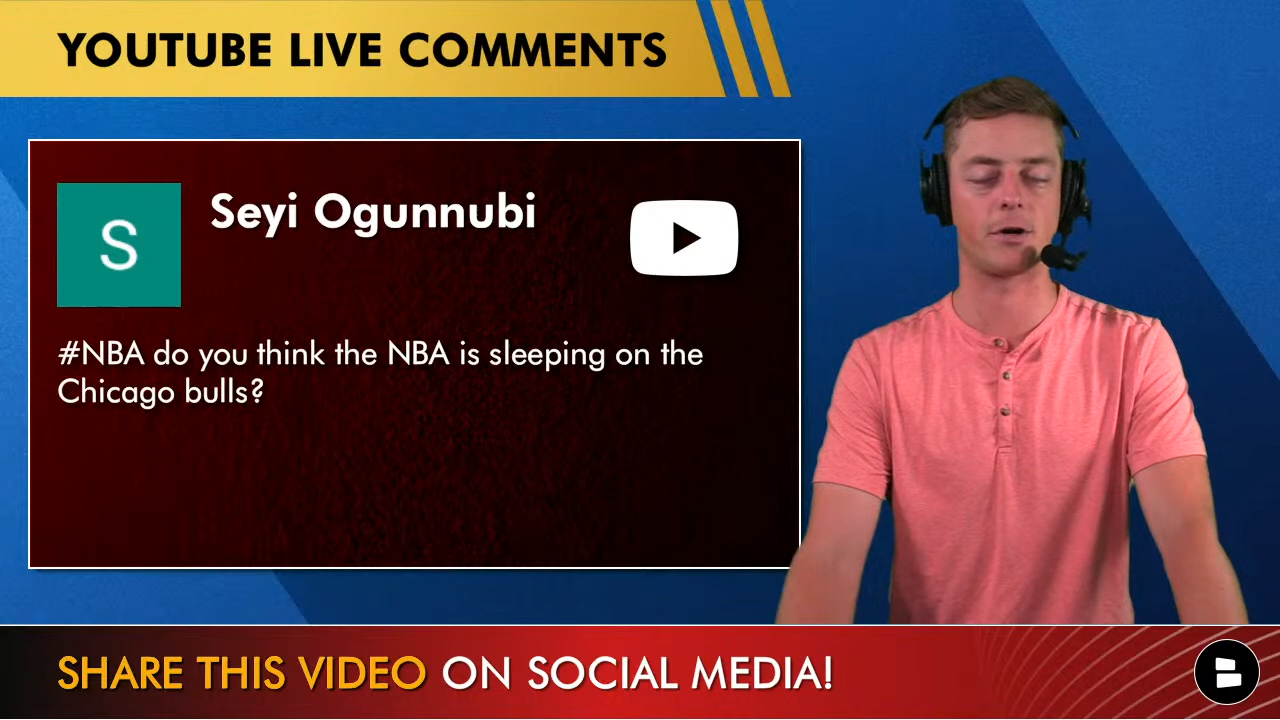 YOUTUBE LIVE COMMENTS
S
Seyi Ogunnubi
#NBA do you think the NBA is sleeping on the
Chicago bulls?
SHARE THIS VIDEO ON SOCIAL MEDIA!